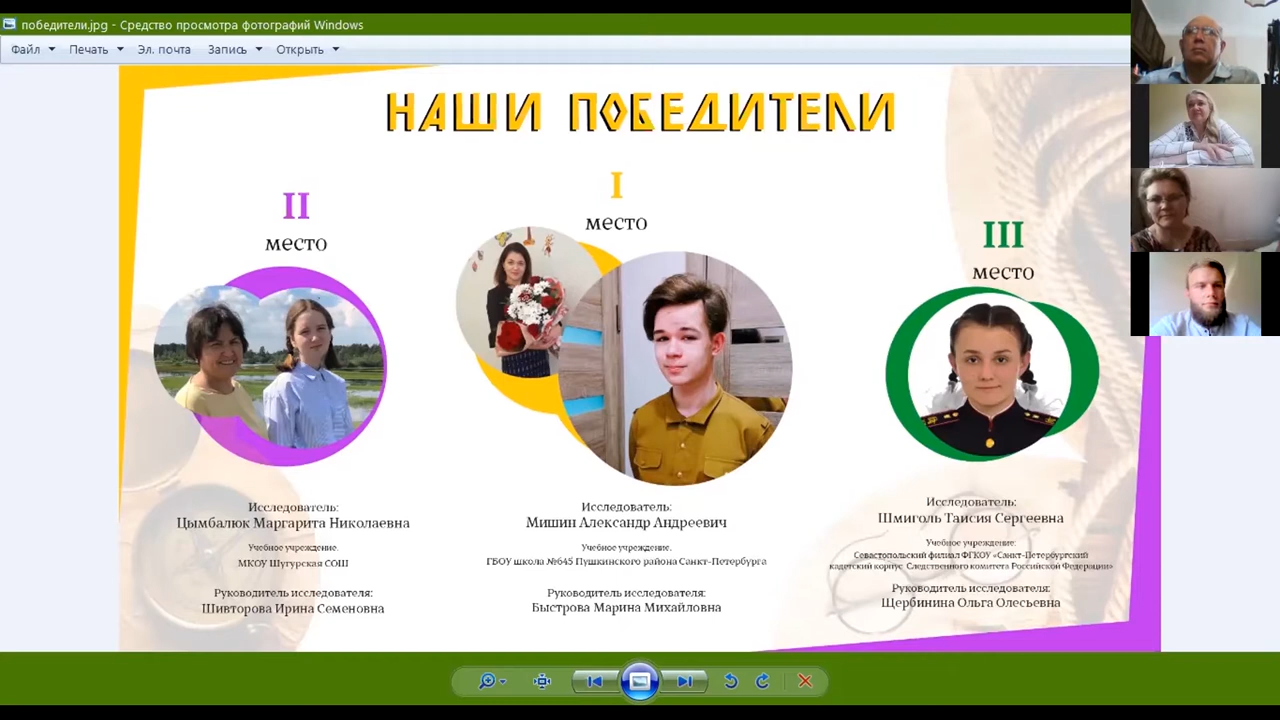 победители.jpg - Средство просмотра фотографий Windows
Файл Печать Эл. почта Запись Открыть
НАШИ ПОБЕДИТЕЛИ
II
место
I
место
III
место
Исследователь:
Цымбалюк Маргарита Николаевна
Учебное учреждение.
МКОУ Шугурская СОШ
Руководитель исследователя:
Шивторова Ирина Семеновна
Исследователь:
Мишин Александр Андреевич
Учебное учреждение.
ГБОУ школа №645 Пушкинского района Санкт-Петербурга
Руководитель исследователя:
Быстрова Марина Михайловна
Исследователь:
Шмиголь Таисия Сергеевна
Учебное учреждение:
Севастопольский филиал ФГКОУ «Санкт-Петербургский
кадетский корпус Следственного комитета Российской Федерации»
Руководитель исследователя:
Щербинина Ольга Олесьевна